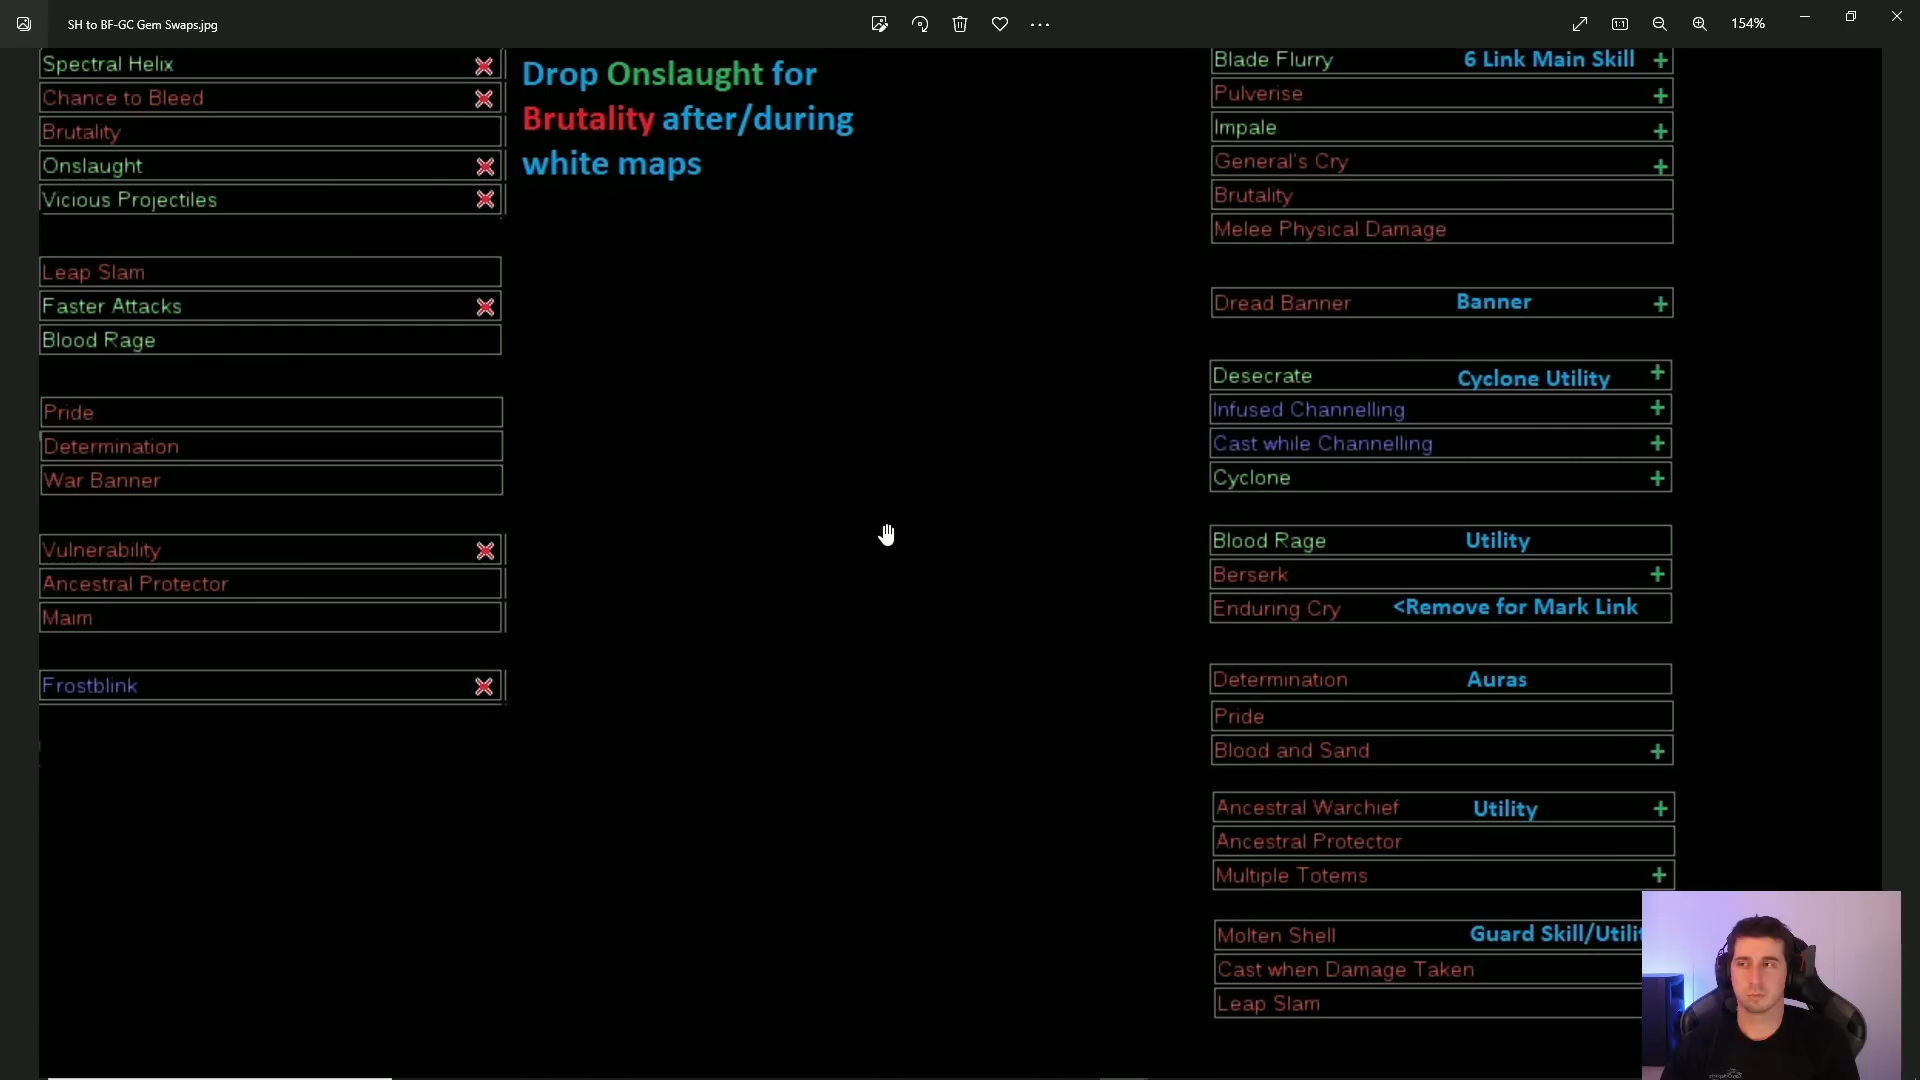 SH to BF-GC Gem Swaps.jpg
154%
Spectral Helix
Chance to Bleed
Brutality
Onslaught
Vicious Projectiles
Drop Onslaught for
Brutality after/during
white maps
Leap Slam
Faster Attacks
Blood Rage
Pride
Determination
War Banner
Vulnerability
Ancestral Protector
Maim
Frostblink
Blade Flurry 6 Link Main Skill +
Pulverise +
Impale +
General's Cry +
Brutality
Melee Physical Damage
Dread Banner Banner +
Desecrate Cyclone Utility +
Infused Channelling +
Cast while Channelling +
Cyclone +
Blood Rage Utility
Berserk +
Enduring Cry <Remove for Mark Link
Determination Auras
Pride
Blood and Sand +
Ancestral Warchief Utility +
Ancestral Protector
Multiple Totems +
Molten Shell Guard Skill/Utilit
Cast when Damage Taken
Leap Slam